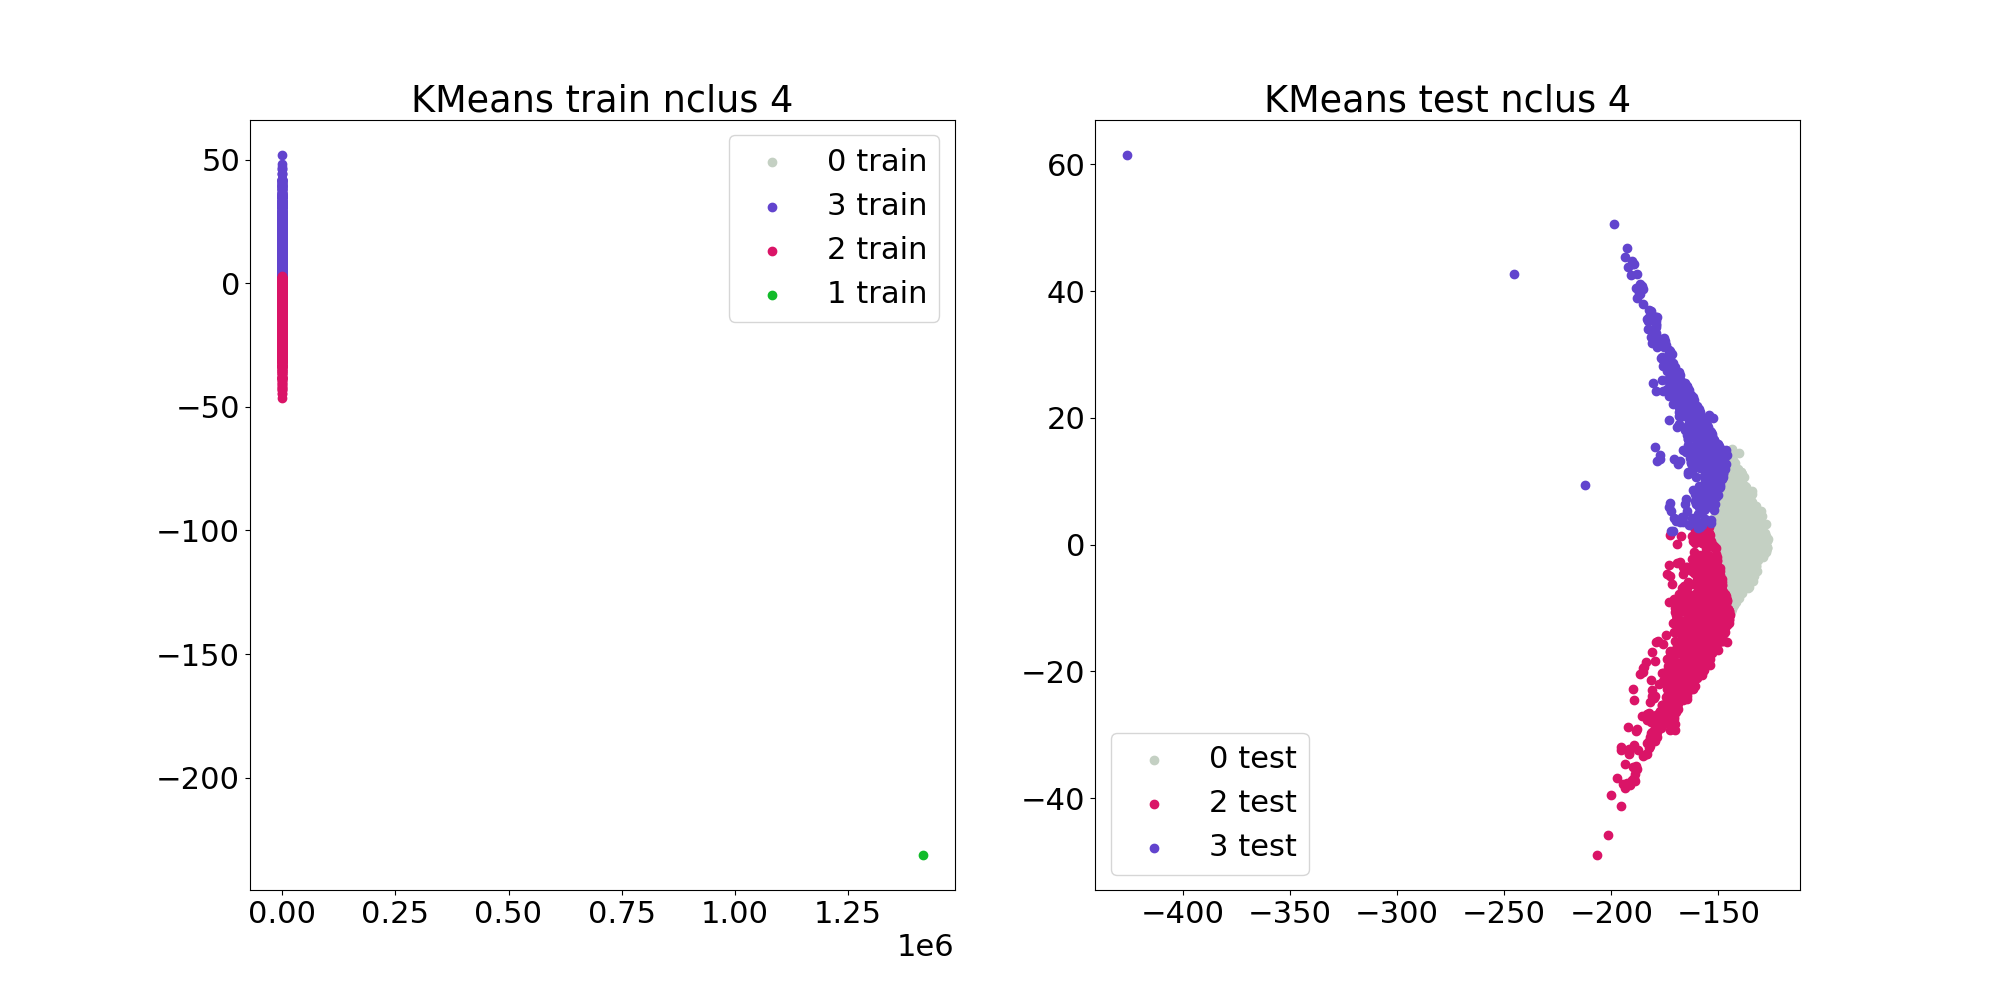 KMeans train nclus 4
50
0
−50
−100
−150
−200
0.00 0.25 0.50 0.75 1.00 1.25
1e6
0 train
3 train
2 train
1 train
KMeans test nclus 4
60
40
20
0
−20
−40
−400 −350 −300 −250 −200 −150
0 test
2 test
3 test